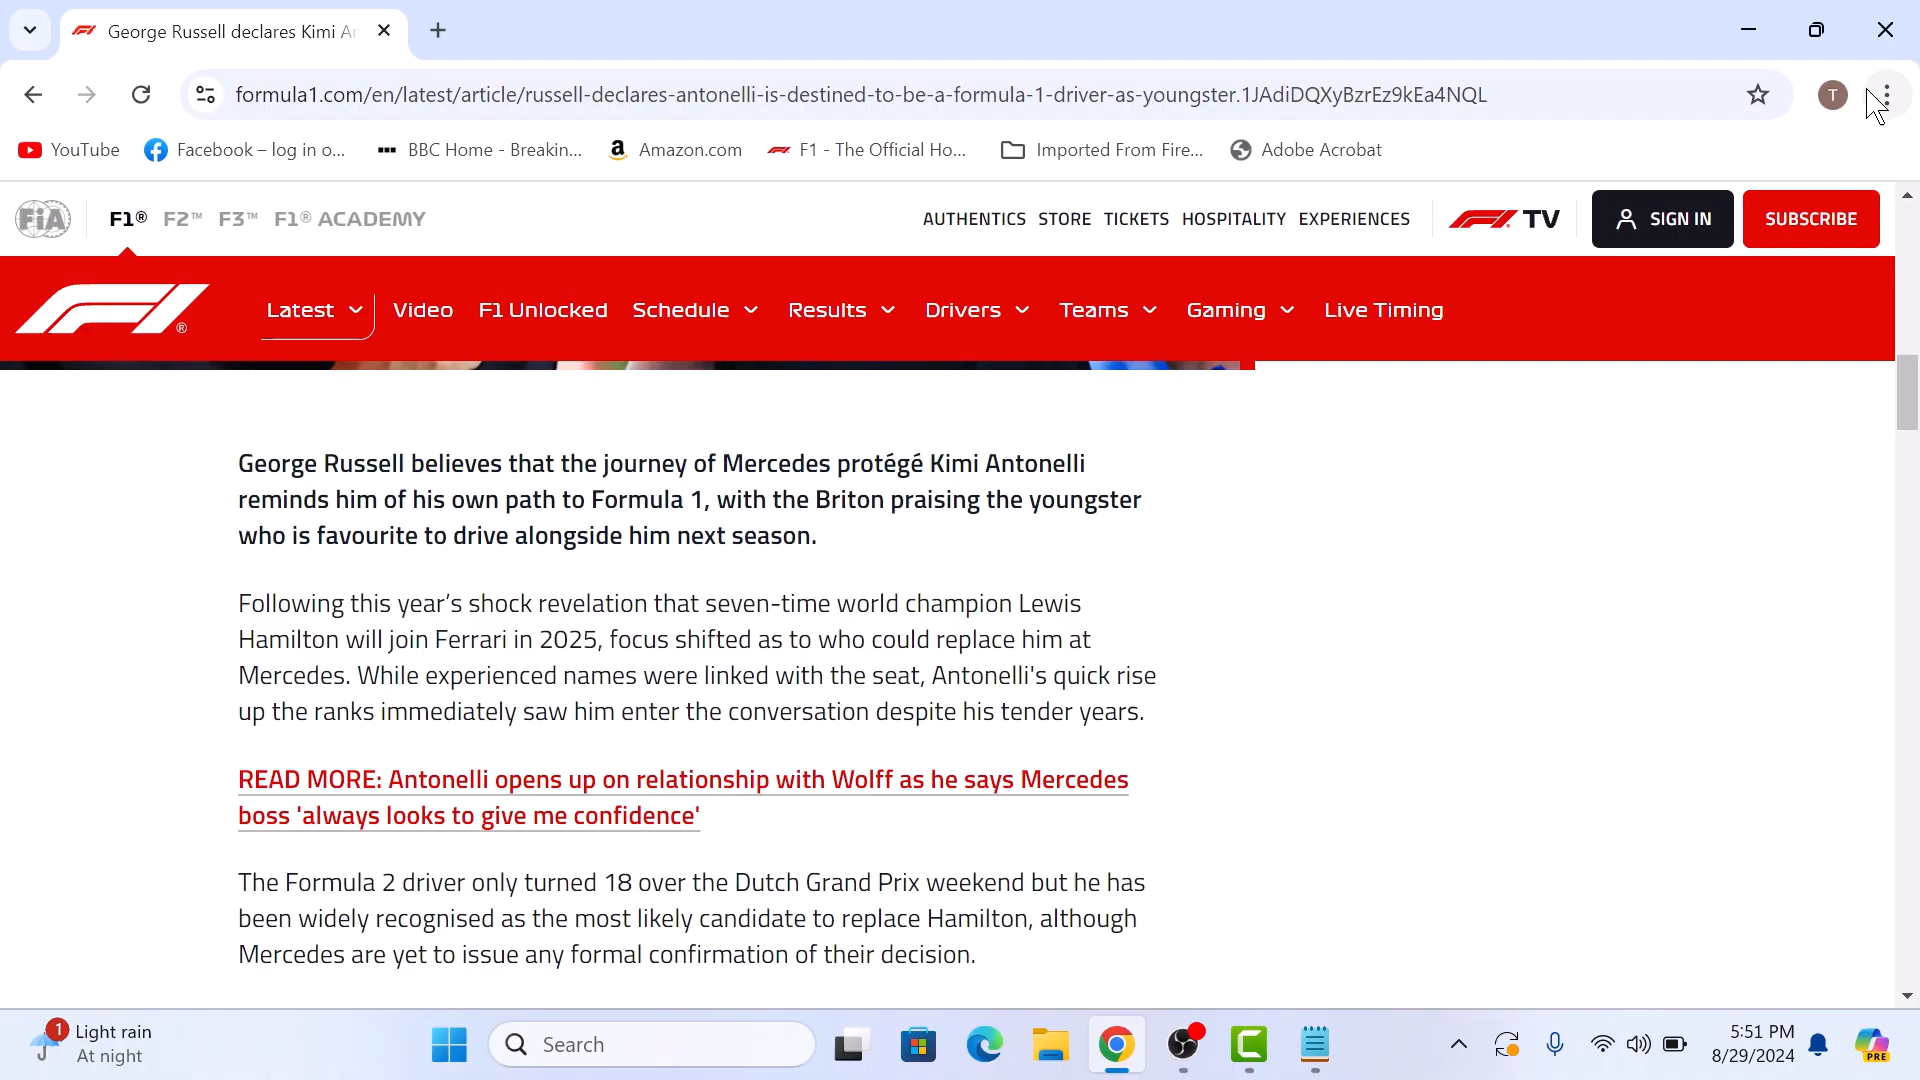 George Russell declares Kimi Ar
formula1.com/en/latest/article/russell-declares-antonelli-is-destined-to-be-a-formula-1-driver-as-youngster.1JAdiDQXyBzrEz9kEa4NQL
T
YouTube
Facebook – log in o...
BBC Home - Breakin...
a Amazon.com
F1 - The Official Ho...
Imported From Fire...
Adobe Acrobat
FIA
F1® F2™ F3™ F1® ACADEMY
AUTHENTICS STORE TICKETS HOSPITALITY EXPERIENCES
F1 TV
SIGN IN
SUBSCRIBE
F1®
Latest Video F1 Unlocked Schedule Results Drivers Teams Gaming Live Timing
George Russell believes that the journey of Mercedes protégé Kimi Antonelli
reminds him of his own path to Formula 1, with the Briton praising the youngster
who is favourite to drive alongside him next season.
Following this year’s shock revelation that seven-time world champion Lewis
Hamilton will join Ferrari in 2025, focus shifted as to who could replace him at
Mercedes. While experienced names were linked with the seat, Antonelli's quick rise
up the ranks immediately saw him enter the conversation despite his tender years.
READ MORE: Antonelli opens up on relationship with Wolff as he says Mercedes
boss 'always looks to give me confidence'
The Formula 2 driver only turned 18 over the Dutch Grand Prix weekend but he has
been widely recognised as the most likely candidate to replace Hamilton, although
Mercedes are yet to issue any formal confirmation of their decision.
1
Light rain
At night
Search
5:51 PM
8/29/2024
PRE